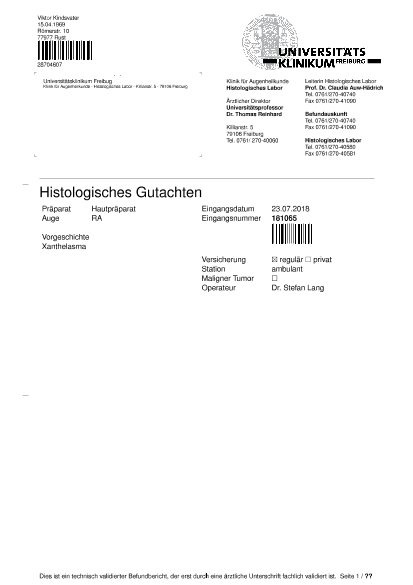 Viktor Kindsvater
15.04.1969
Römerstr. 10
77977 Rust
28704807
UNIVERSITÄTS
KLINIKUM FREIBURG
Universitätsklinikum Freiburg
Klinik für Augenheilkunde · Histologisches Labor · Killianstr. 5 · 79106 Freiburg
Klinik für Augenheilkunde
Histologisches Labor
Ärztlicher Direktor
Universitätsprofessor
Dr. Thomas Reinhard
Killianstr. 5
79106 Freiburg
Tel. 0761/ 270-40060
Leiterin Histologisches Labor
Prof. Dr. Claudia Auw-Hädrich
Tel. 0761/270-40740
Fax 0761/270-41090
Befundauskunft
Tel. 0761/270-40740
Fax 0761/270-41090
Histologisches Labor
Tel. 0761/270-40580
Fax 0761/270-40581
Histologisches Gutachten
Präparat Hautpräparat
Auge RA
Vorgeschichte
Xanthelasma
Eingangsdatum 23.07.2018
Eingangsnummer 181065
Versicherung ☒ regulär ☐ privat
Station ambulant
Maligner Tumor ☐
Operateur Dr. Stefan Lang
Dies ist ein technisch validierter Befundbericht, der erst durch eine ärztliche Unterschrift fachlich validiert ist. Seite 1 / ??